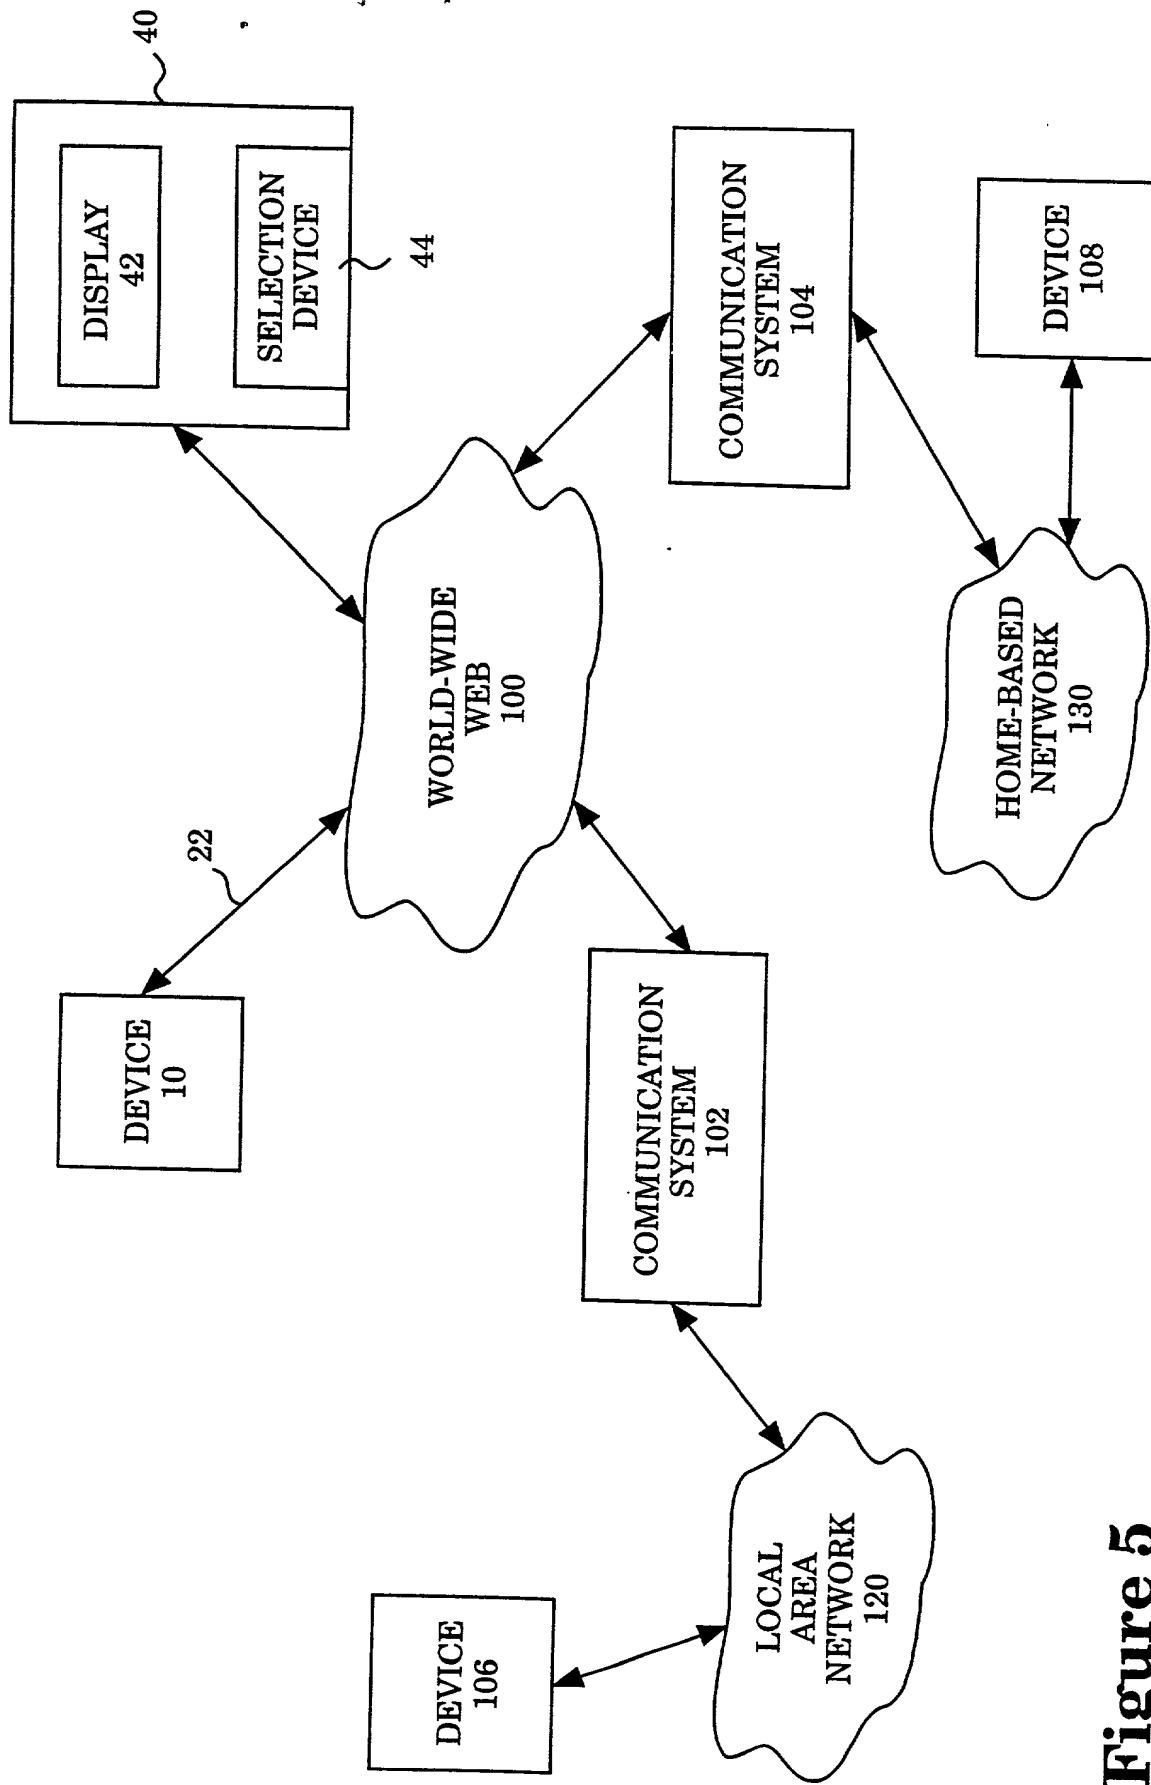 DEVICE
10
22
DISPLAY
42
40
SELECTION
DEVICE
44
WORLD-WIDE
WEB
100
DEVICE
106
COMMUNICATION
SYSTEM
102
COMMUNICATION
SYSTEM
104
LOCAL
AREA
NETWORK
120
HOME-BASED
NETWORK
130
DEVICE
108
Figure 5